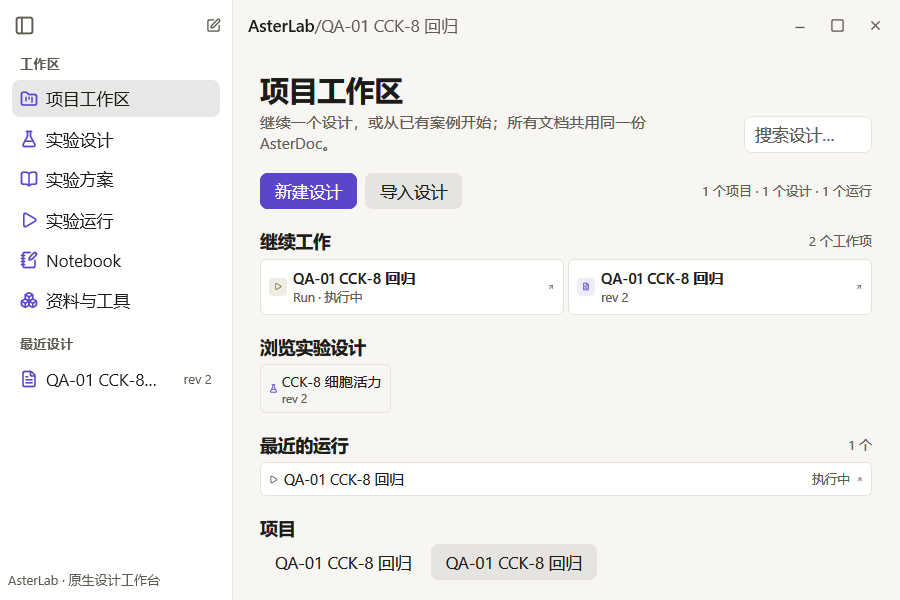 AsterLab/QA-01 CCK-8 回归
工作区
项目工作区
实验设计
实验方案
实验运行
Notebook
资料与工具
最近设计
QA-01 CCK-8... rev 2
AsterLab · 原生设计工作台
项目工作区
继续一个设计，或从已有案例开始；所有文档共用同一份
AsterDoc。
搜索设计...
新建设计 导入设计 1 个项目 · 1 个设计 · 1 个运行
继续工作 2 个工作项
QA-01 CCK-8 回归
Run · 执行中
QA-01 CCK-8 回归
rev 2
浏览实验设计
CCK-8 细胞活力
rev 2
最近的运行 1 个
QA-01 CCK-8 回归 执行中
项目
QA-01 CCK-8 回归 QA-01 CCK-8 回归